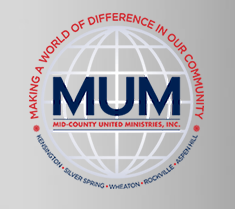 MAKING A WORLD OF DIFFERENCE IN OUR COMMUNITY
MUM
MID-COUNTY UNITED MINISTRIES, INC.
KENSINGTON • SILVER SPRING • WHEATON • ROCKVILLE • ASPEN HILL